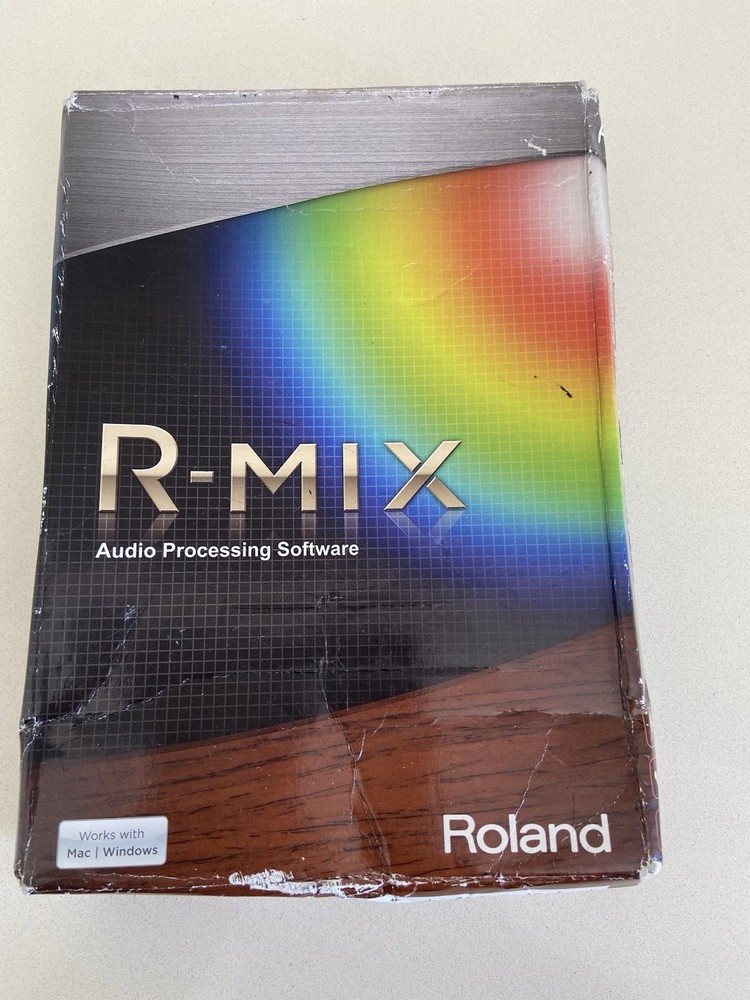 R-MIX
Audio Processing Software
Works with
Mac | Windows
Roland